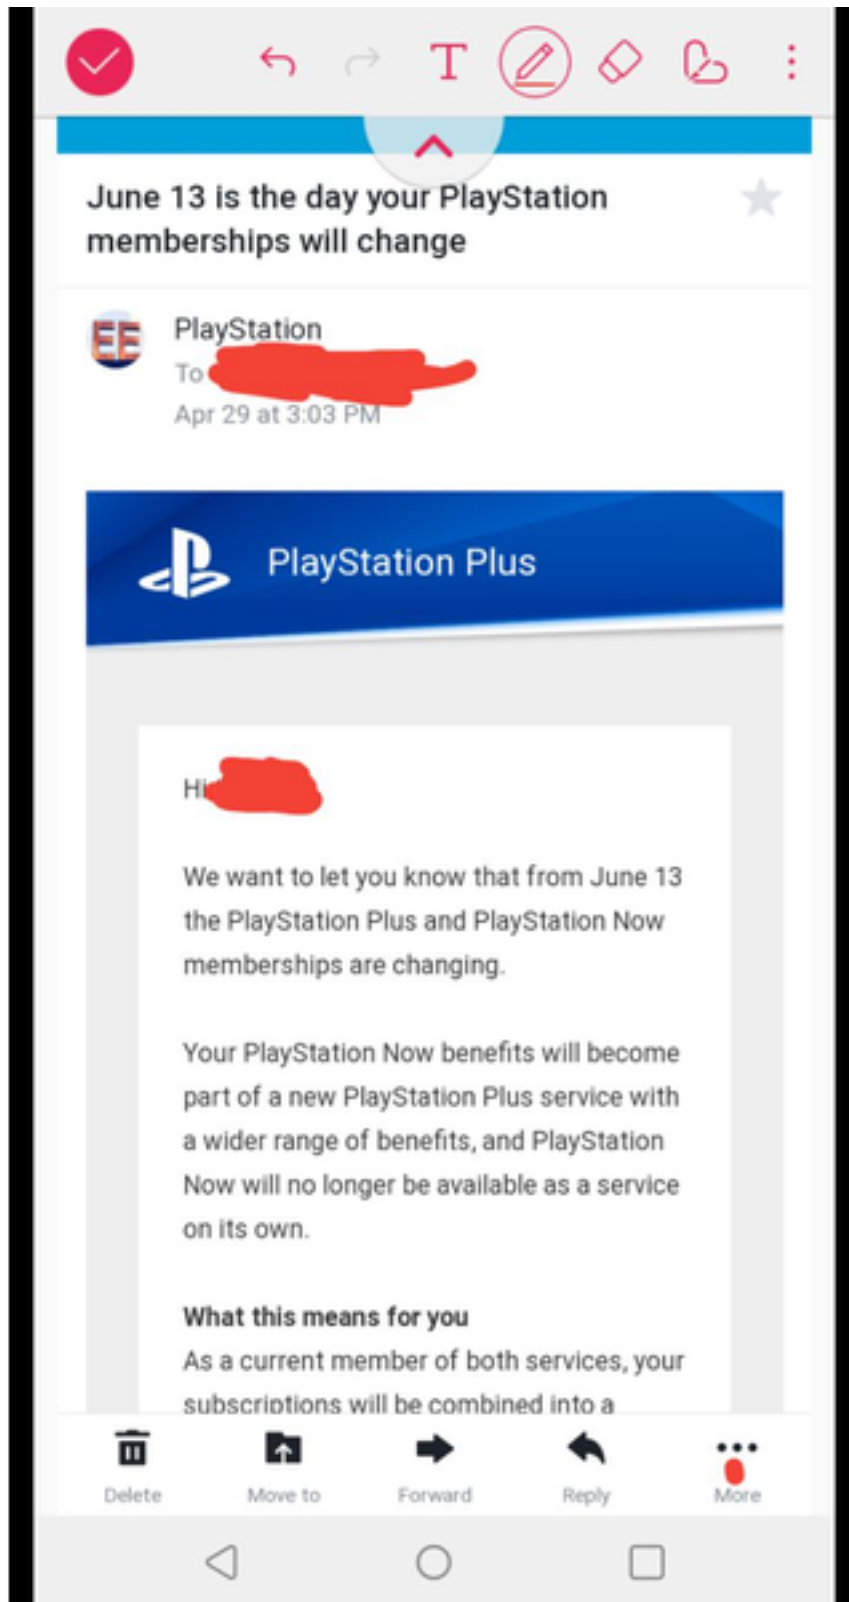 T
June 13 is the day your PlayStation
memberships will change
EE
PlayStation
To
Apr 29 at 3:03 PM
PlayStation Plus
Hi
We want to let you know that from June 13
the PlayStation Plus and PlayStation Now
memberships are changing.
Your PlayStation Now benefits will become
part of a new PlayStation Plus service with
a wider range of benefits, and PlayStation
Now will no longer be available as a service
on its own.
What this means for you
As a current member of both services, your
subscriptions will be combined into a
Delete Move to Forward Reply More